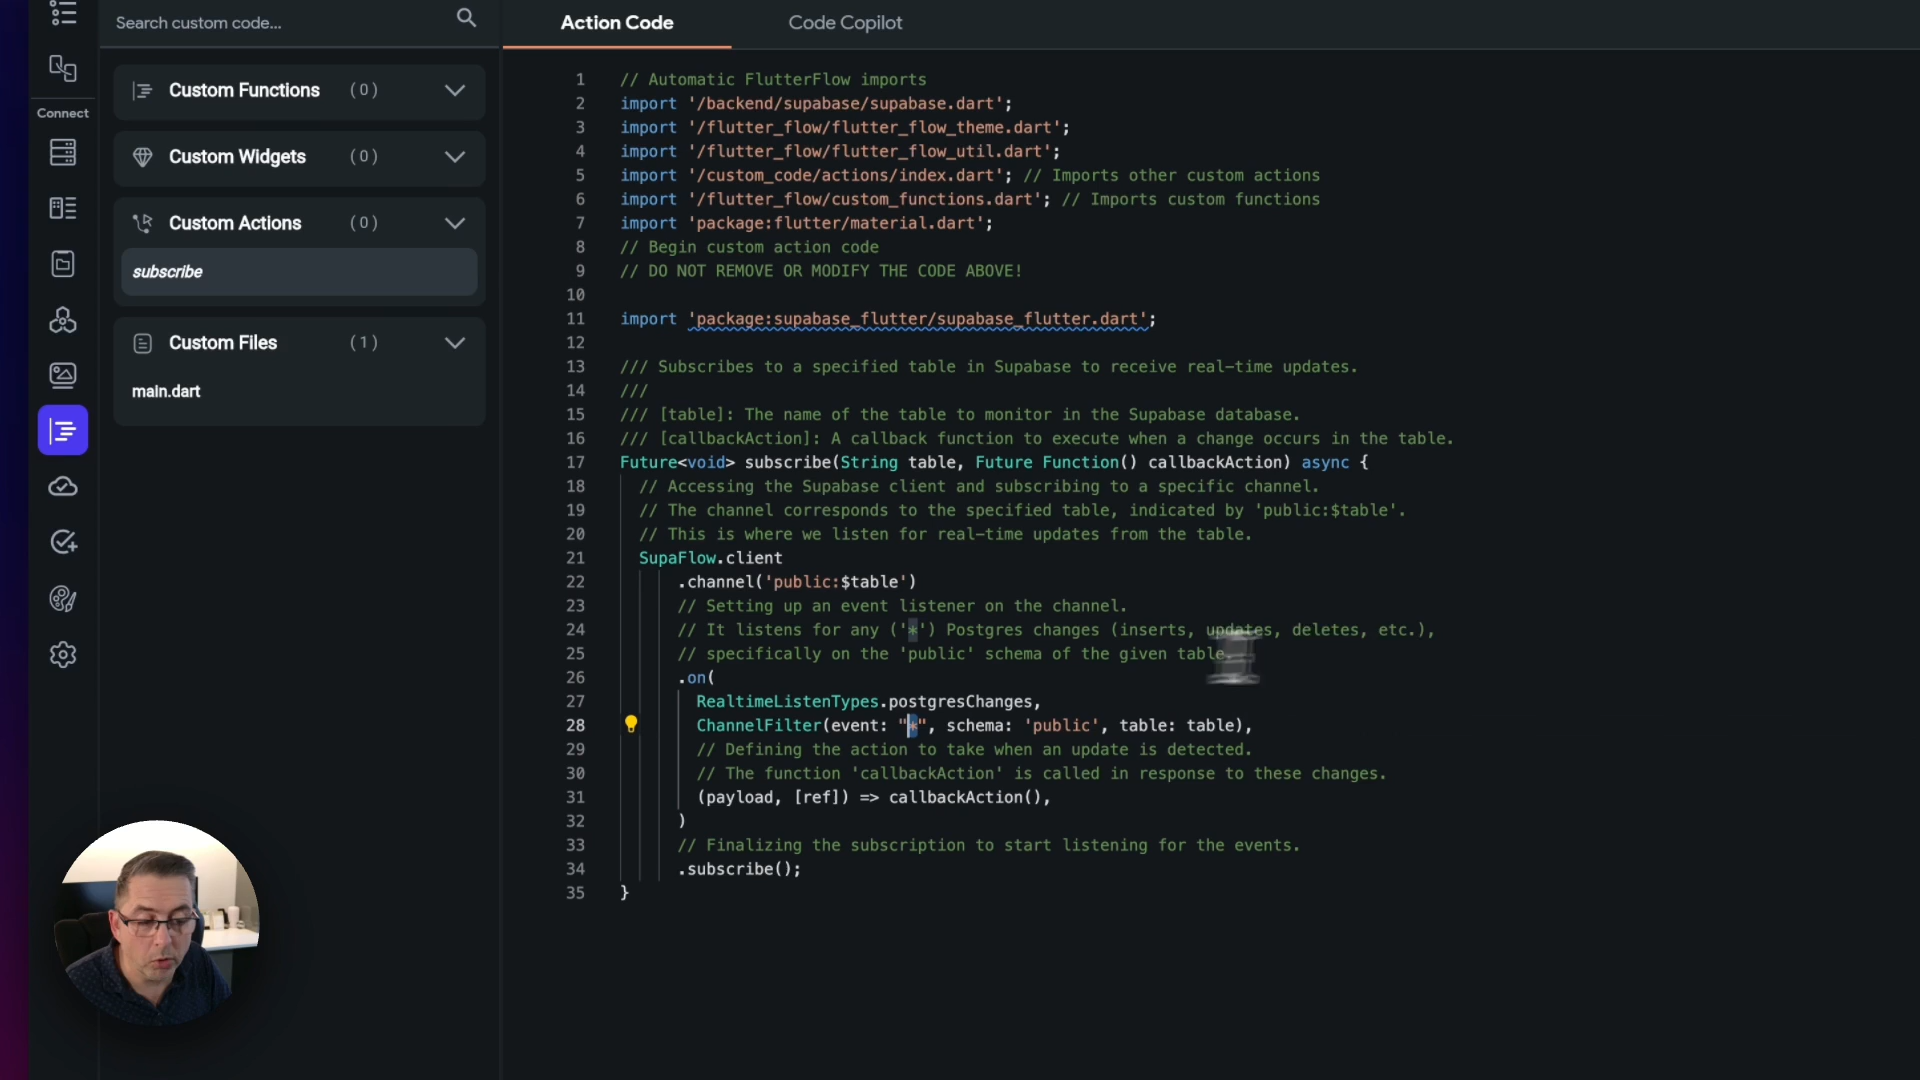 Search custom code...
Action Code
Code Copilot
Connect
Custom Functions (0)
Custom Widgets (0)
Custom Actions (0)
subscribe
Custom Files (1)
main.dart
1 // Automatic FlutterFlow imports
2 import '/backend/supabase/supabase.dart';
3 import '/flutter_flow/flutter_flow_theme.dart';
4 import '/flutter_flow/flutter_flow_util.dart';
5 import '/custom_code/actions/index.dart'; // Imports other custom actions
6 import '/flutter_flow/custom_functions.dart'; // Imports custom functions
7 import 'package:flutter/material.dart';
8 // Begin custom action code
9 // DO NOT REMOVE OR MODIFY THE CODE ABOVE!
10
11 import 'package:supabase_flutter/supabase_flutter.dart';
12
13 /// Subscribes to a specified table in Supabase to receive real-time updates.
14 ///
15 /// [table]: The name of the table to monitor in the Supabase database.
16 /// [callbackAction]: A callback function to execute when a change occurs in the table.
17 Future<void> subscribe(String table, Future Function() callbackAction) async {
18 // Accessing the Supabase client and subscribing to a specific channel.
19 // The channel corresponds to the specified table, indicated by 'public:$table'.
20 // This is where we listen for real-time updates from the table.
21 SupaFlow.client
22 .channel('public:$table')
23 // Setting up an event listener on the channel.
24 // It listens for any ('*') Postgres changes (inserts, updates, deletes, etc.),
25 // specifically on the 'public' schema of the given table.
26 .on(
27 RealtimeListenTypes.postgresChanges,
28 ChannelFilter(event: "*", schema: 'public', table: table),
29 // Defining the action to take when an update is detected.
30 // The function 'callbackAction' is called in response to these changes.
31 (payload, [ref]) => callbackAction(),
32 )
33 // Finalizing the subscription to start listening for the events.
34 .subscribe();
35 }